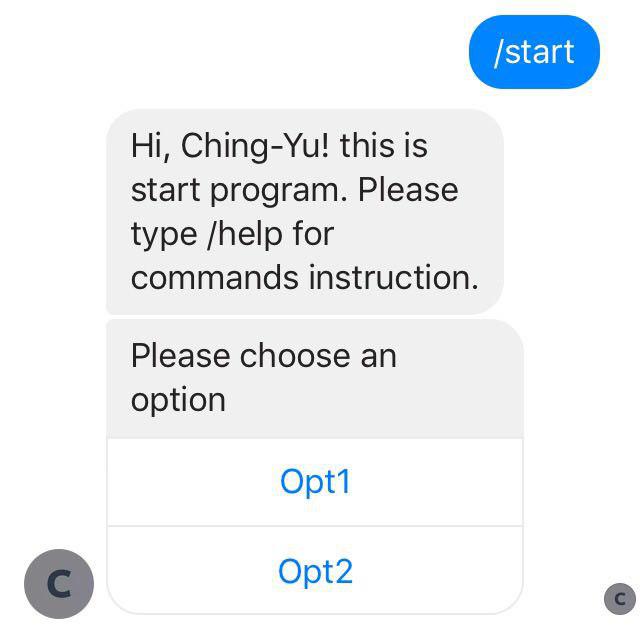 /start
Hi, Ching-Yu! this is
start program. Please
type /help for
commands instruction.
Please choose an
option
Opt1
Opt2
C
C